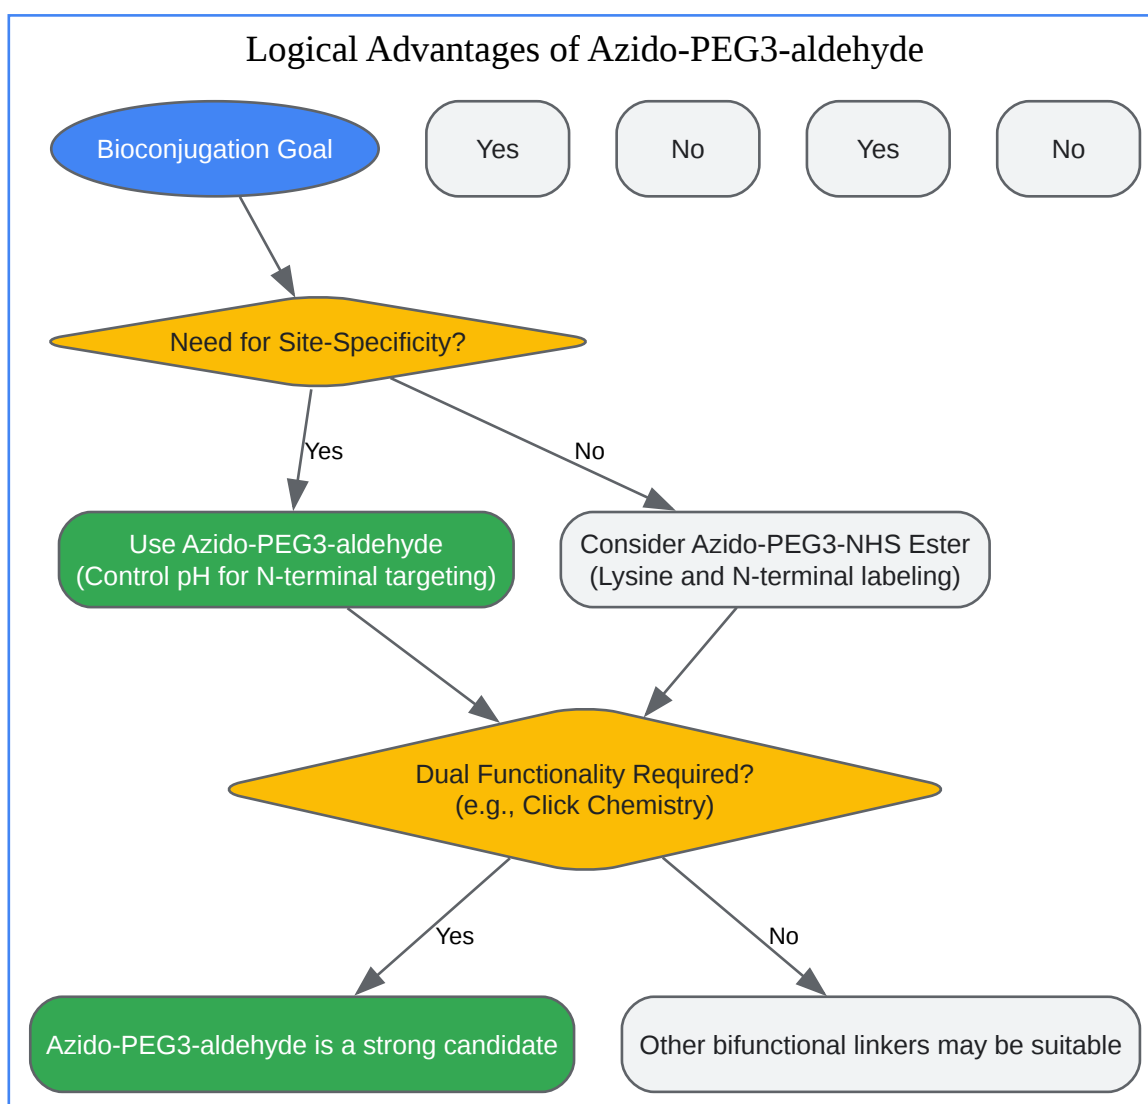 Logical Advantages of Azido-PEG3-aldehyde
Bioconjugation Goal
Yes
No
Yes
No
Need for Site-Specificity?
Yes
No
Use Azido-PEG3-aldehyde
(Control pH for N-terminal targeting)
Consider Azido-PEG3-NHS Ester
(Lysine and N-terminal labeling)
Dual Functionality Required?
(e.g., Click Chemistry)
Yes
No
Azido-PEG3-aldehyde is a strong candidate
Other bifunctional linkers may be suitable